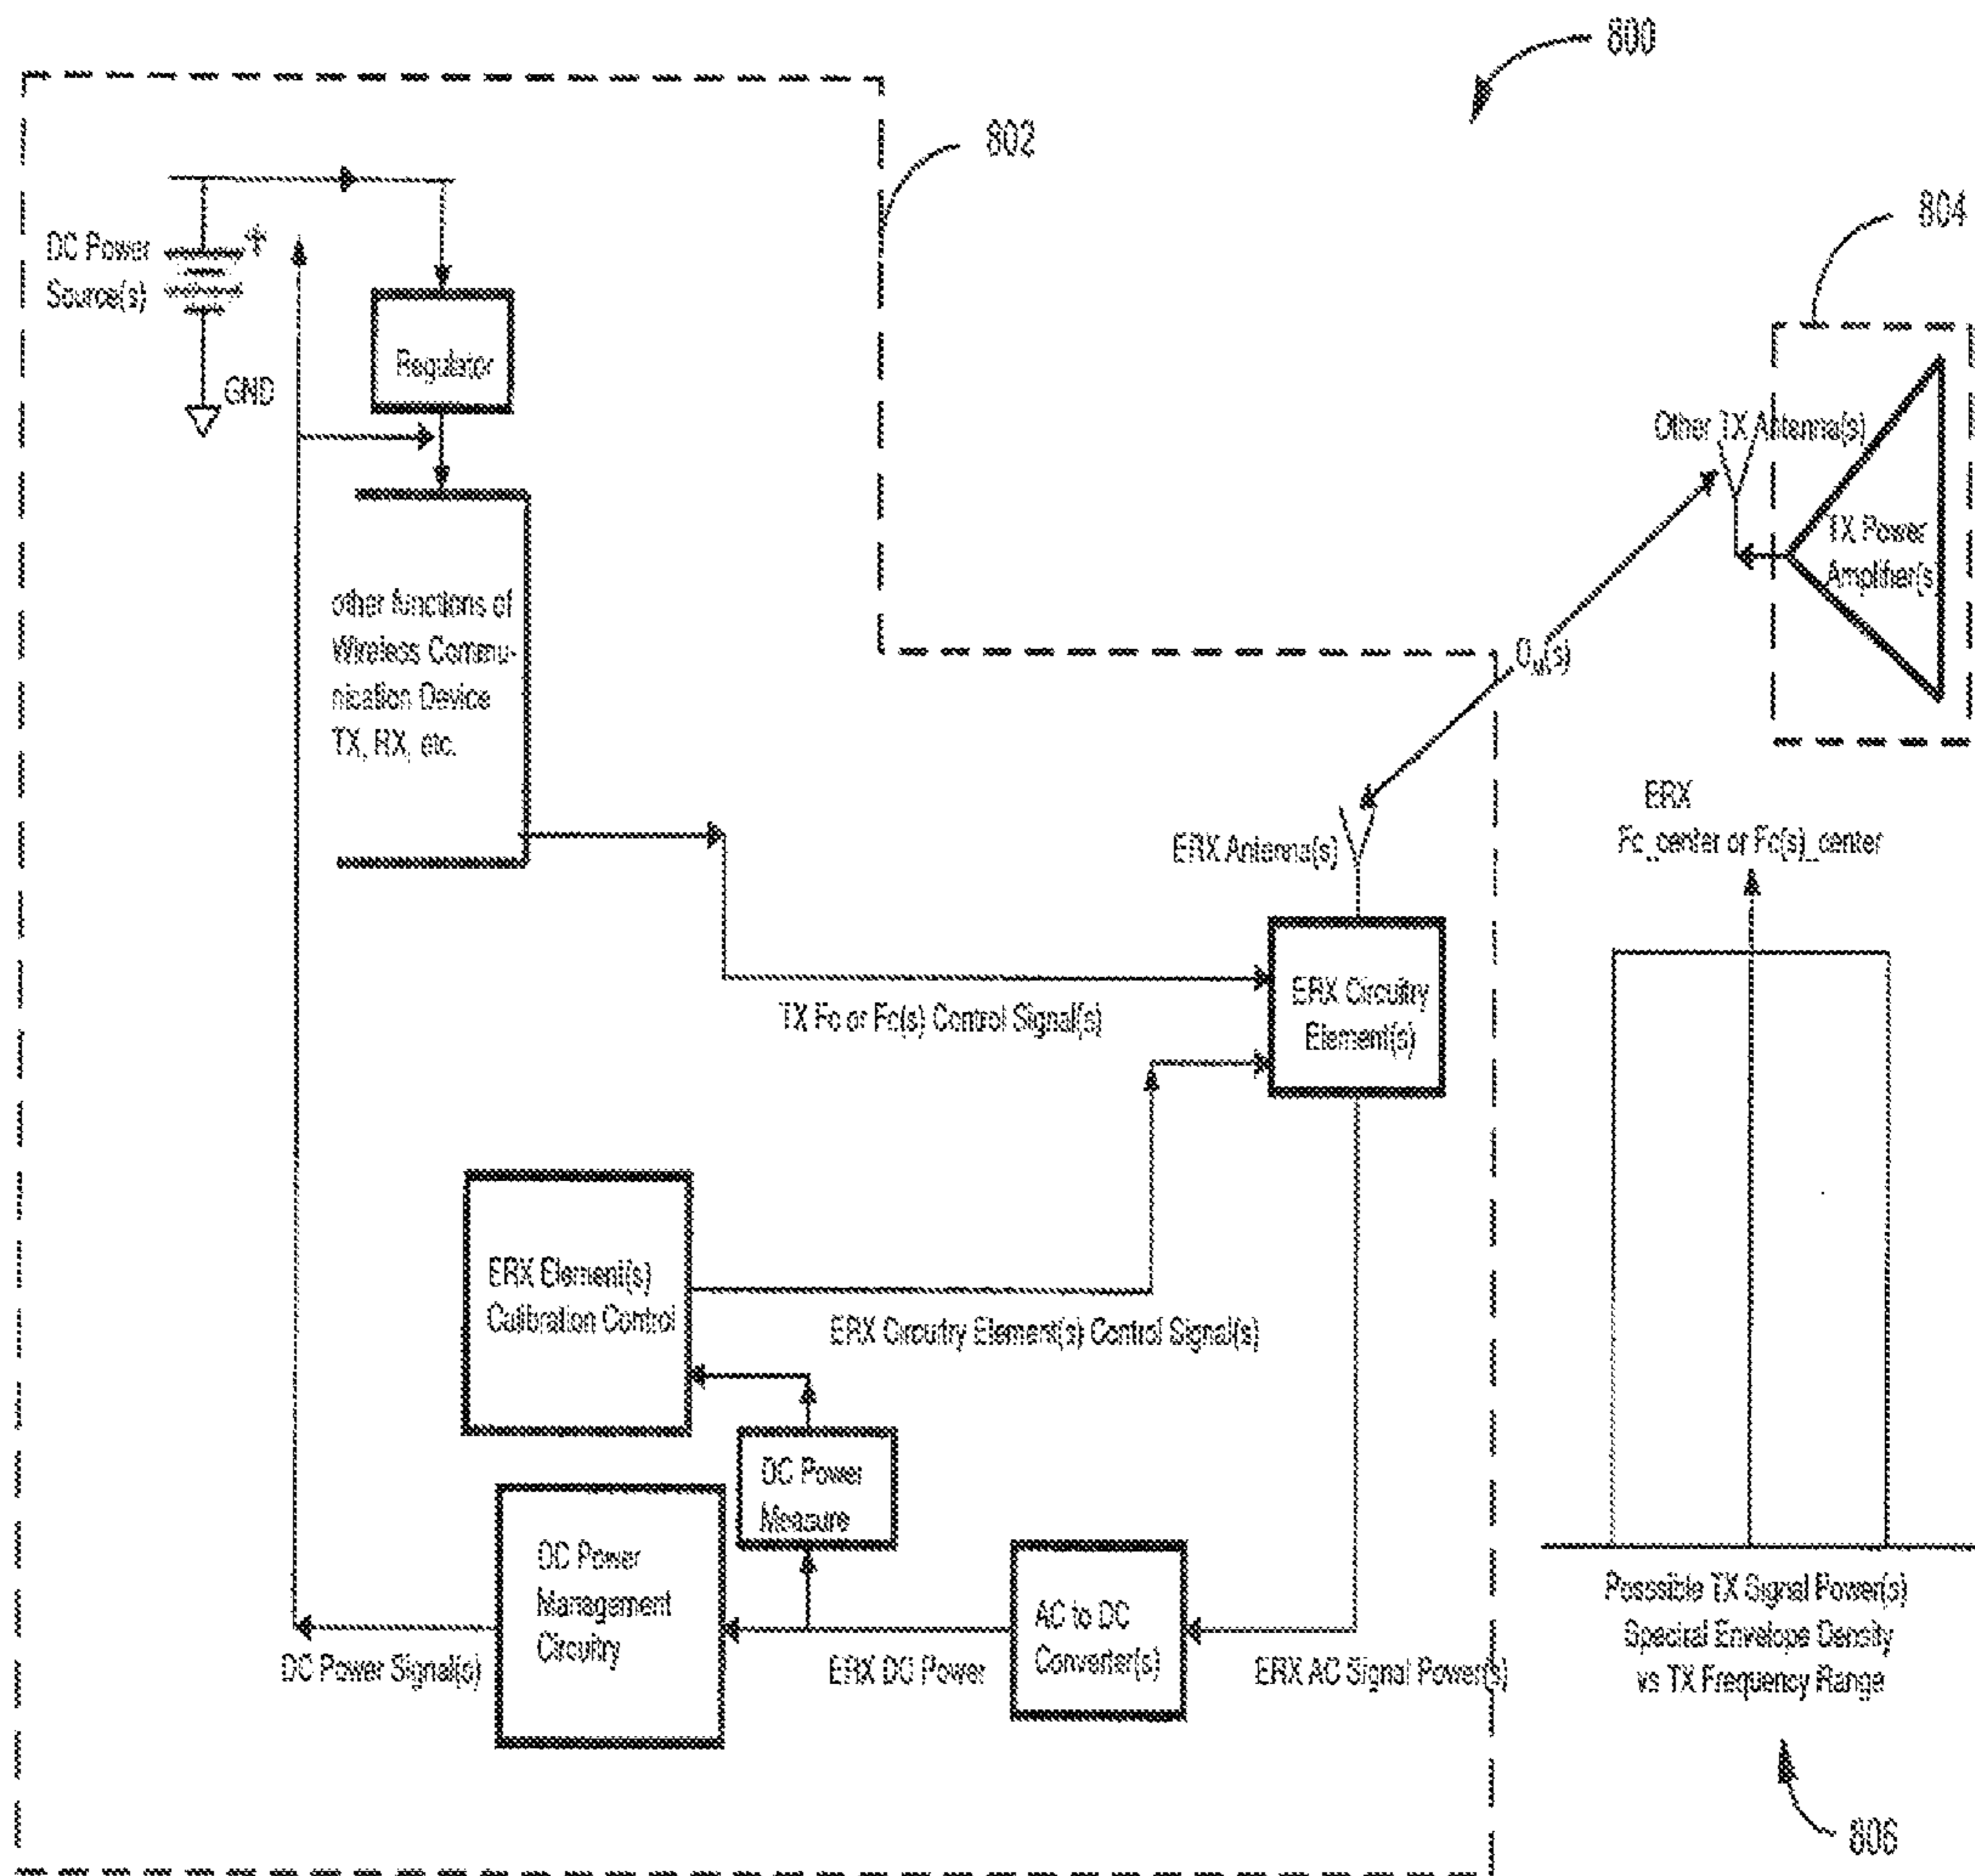 800
802
804
DC Power
Source(s)
+
GND
Regulator
other functions of
Wireless Commu-
nication Device
TX, RX, etc.
Other TX Antenna(s)
TX Power
Amplifier(s)
D_M(s)
ERX Antenna(s)
ERX
Fc_center or Fc(s)_center
ERX Circuitry
Element(s)
TX Fc or Fc(s) Control Signal(s)
ERX Element(s)
Calibration Control
ERX Circuitry Element(s) Control Signal(s)
DC Power
Measure
DC Power
Management
Circuitry
AC to DC
Converter(s)
DC Power Signal(s)
ERX DC Power
ERX AC Signal Power(s)
Posssible TX Signal Power(s)
Spectral Envelope Density
vs TX Frequency Range
806